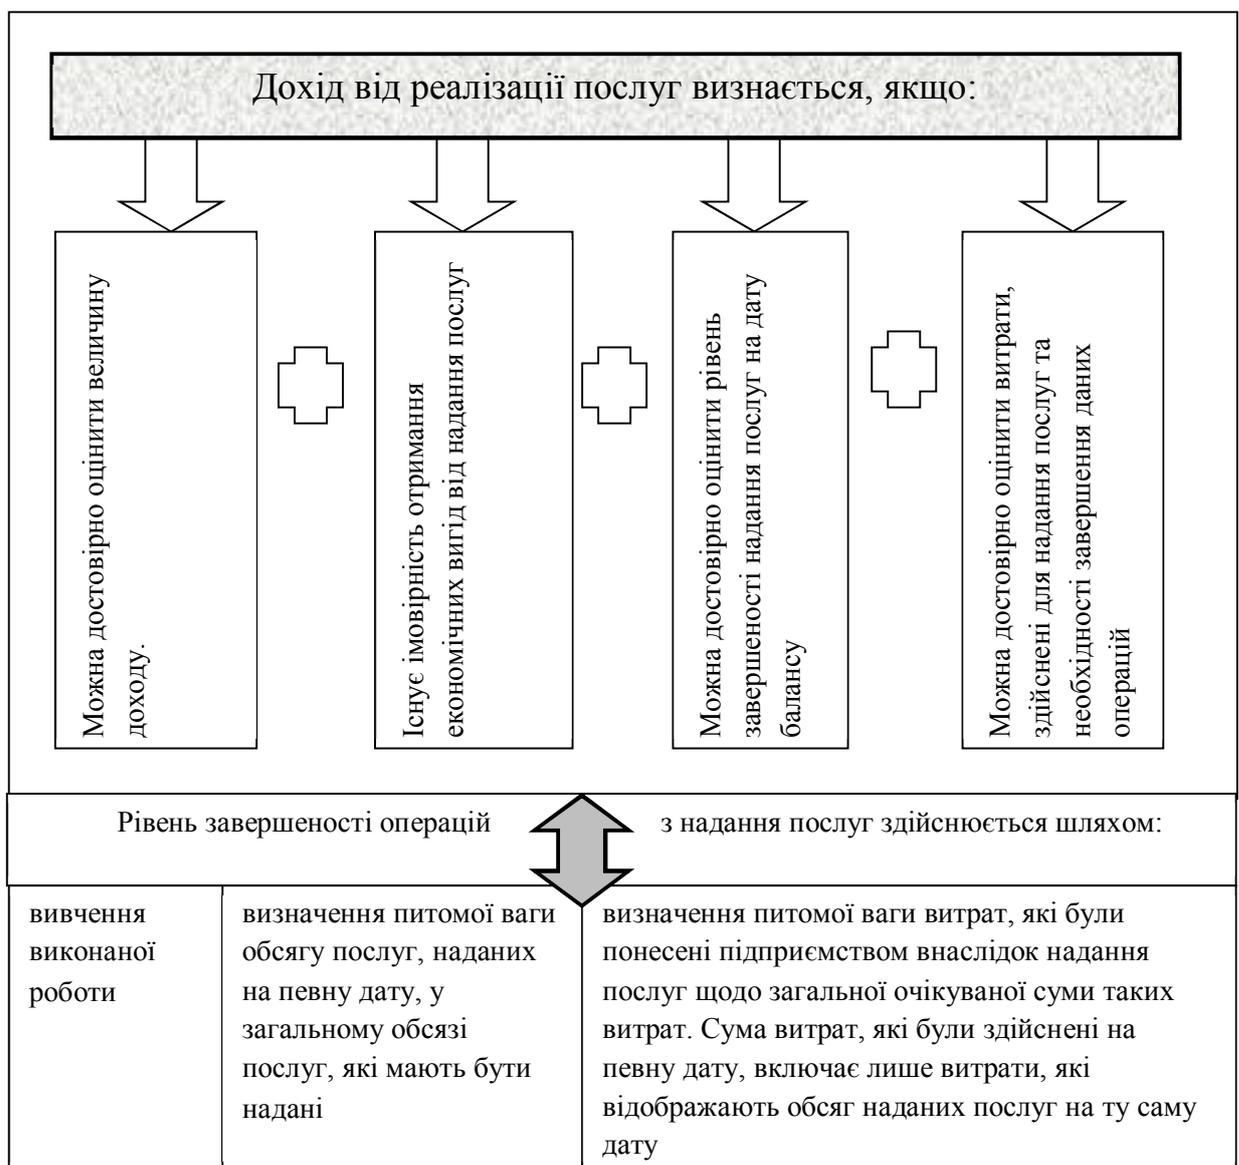 Дохід від реалізації послуг визнається, якщо:
Можна достовірно оцінити величину
доходу.
Існує імовірність отримання
економічних вигід від надання послуг
Можна достовірно оцінити рівень
завершеності надання послуг на дату
балансу
Можна достовірно оцінити витрати,
здійснені для надання послуг та
необхідності завершення даних
операцій
Рівень завершеності операцій з надання послуг здійснюється шляхом:
вивчення
виконаної
роботи
визначення питомої ваги
обсягу послуг, наданих
на певну дату, у
загальному обсязі
послуг, які мають бути
надані
визначення питомої ваги витрат, які були
понесені підприємством внаслідок надання
послуг щодо загальної очікуваної суми таких
витрат. Сума витрат, які були здійснені на
певну дату, включає лише витрати, які
відображають обсяг наданих послуг на ту саму
дату